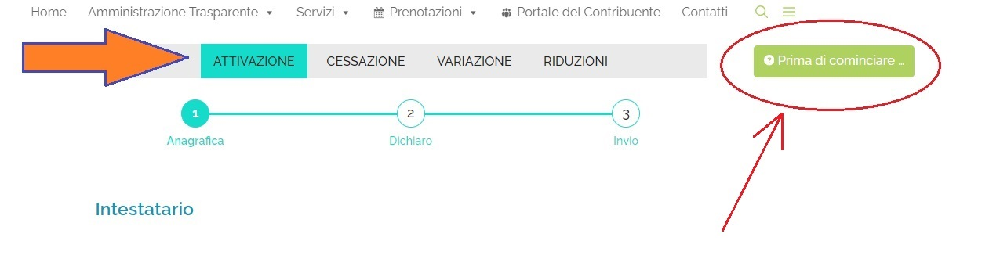 Home Amministrazione Trasparente Servizi Prenotazioni Portale del Contribuente Contatti
ATTIVAZIONE CESSAZIONE VARIAZIONE RIDUZIONI
? Prima di cominciare ...
1 2 3
Anagrafica Dichiaro Invio
Intestatario